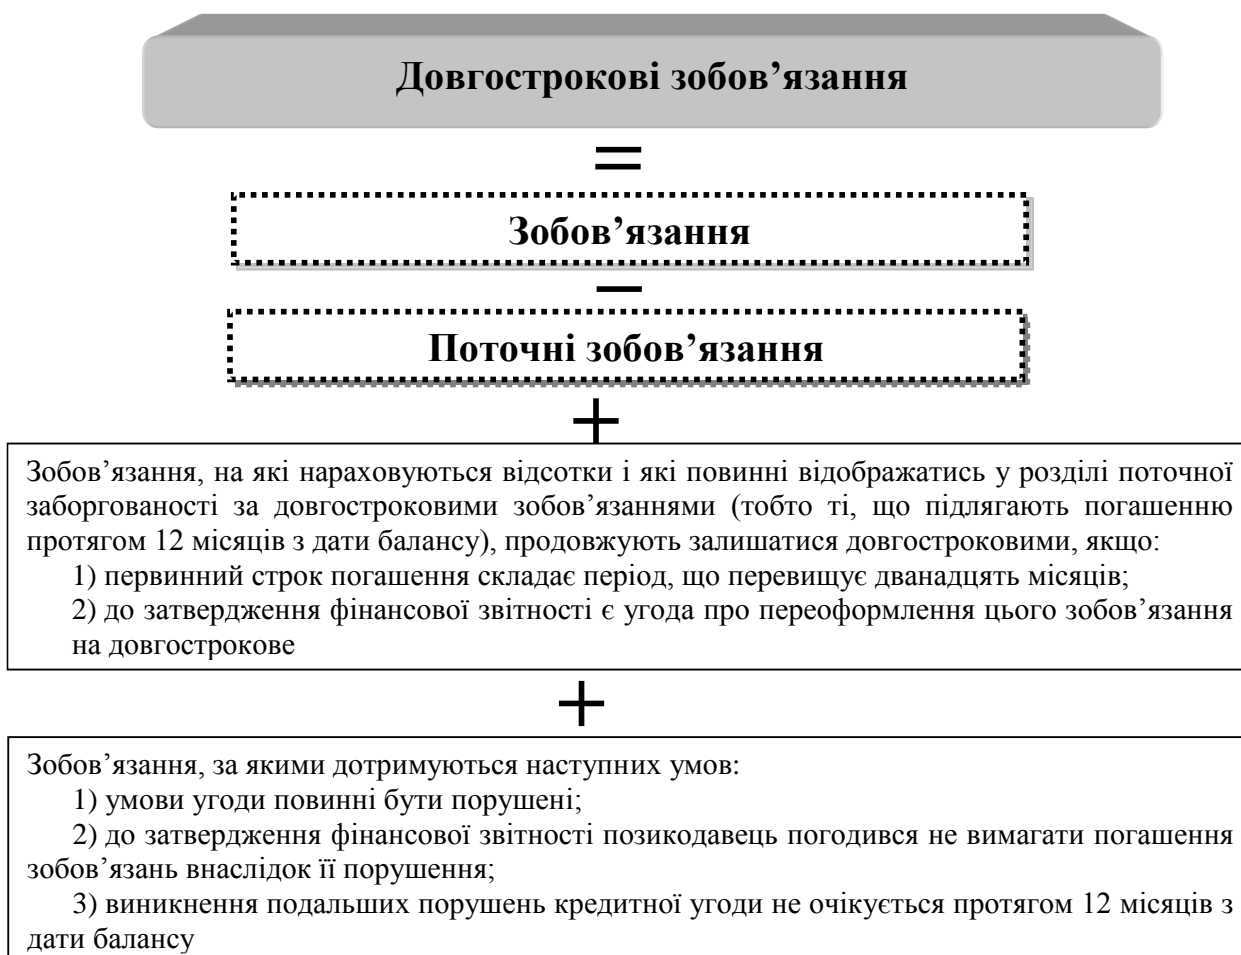 Довгострокові зобов’язання
=
Зобов’язання
–
Поточні зобов’язання
+
Зобов’язання, на які нараховуються відсотки і які повинні відображатись у розділі поточної
заборгованості за довгостроковими зобов’язаннями (тобто ті, що підлягають погашенню
протягом 12 місяців з дати балансу), продовжують залишатися довгостроковими, якщо:
1) первинний строк погашення складає період, що перевищує дванадцять місяців;
2) до затвердження фінансової звітності є угода про переоформлення цього зобов’язання
на довгострокове
+
Зобов’язання, за якими дотримуються наступних умов:
1) умови угоди повинні бути порушені;
2) до затвердження фінансової звітності позикодавець погодився не вимагати погашення
зобов’язань внаслідок її порушення;
3) виникнення подальших порушень кредитної угоди не очікується протягом 12 місяців з
дати балансу